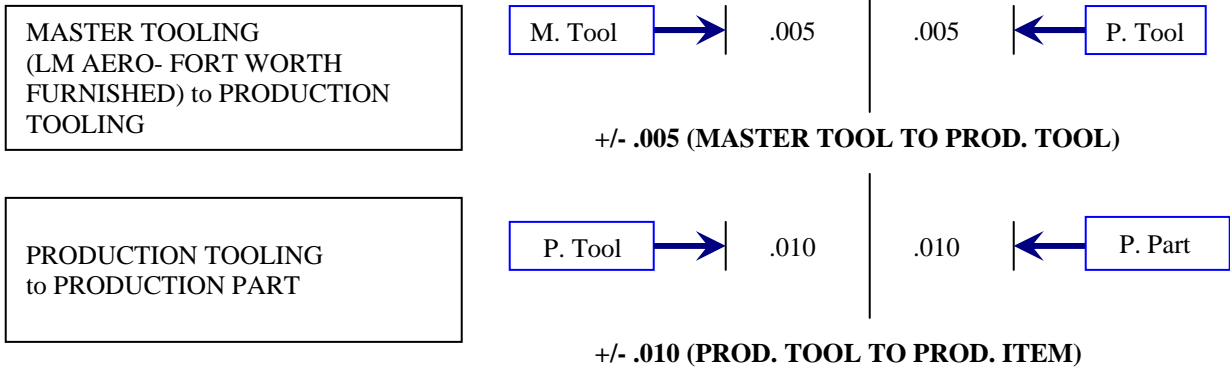 MASTER TOOLING
(LM AERO- FORT WORTH
FURNISHED) to PRODUCTION
TOOLING
M. Tool .005 .005 P. Tool
+/- .005 (MASTER TOOL TO PROD. TOOL)
PRODUCTION TOOLING
to PRODUCTION PART
P. Tool .010 .010 P. Part
+/- .010 (PROD. TOOL TO PROD. ITEM)